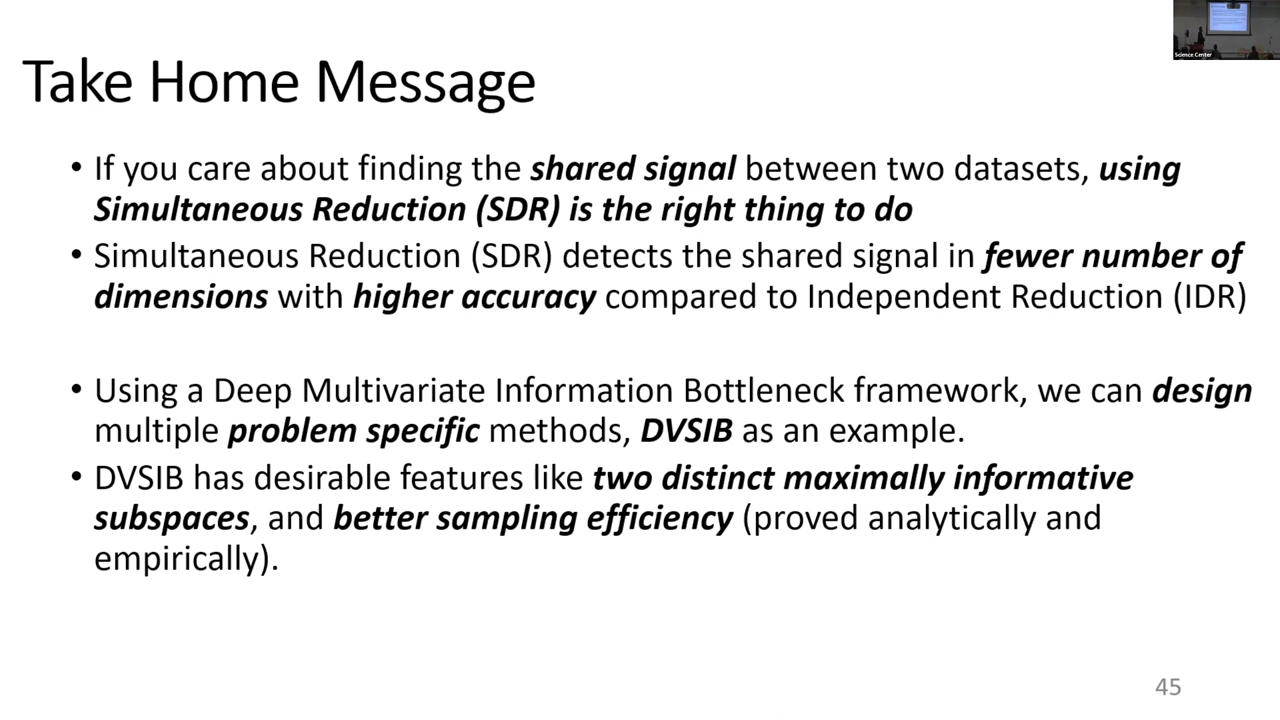 Science Center
Take Home Message
• If you care about finding the shared signal between two datasets, using
Simultaneous Reduction (SDR) is the right thing to do
• Simultaneous Reduction (SDR) detects the shared signal in fewer number of
dimensions with higher accuracy compared to Independent Reduction (IDR)
• Using a Deep Multivariate Information Bottleneck framework, we can design
multiple problem specific methods, DVSIB as an example.
• DVSIB has desirable features like two distinct maximally informative
subspaces, and better sampling efficiency (proved analytically and
empirically).
45